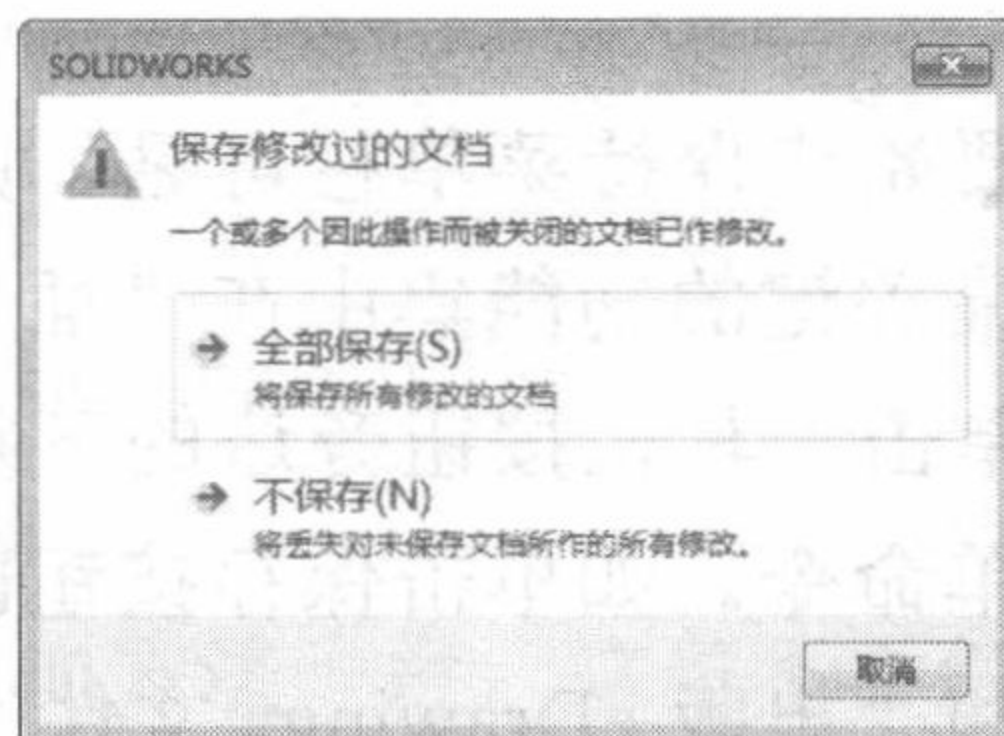 SOLIDWORKS
保存修改过的文档
一个或多个因此操作而被关闭的文档已作修改。
全部保存(S)
将保存所有修改的文档
不保存(N)
将丢失对未保存文档所作的所有修改。
取消